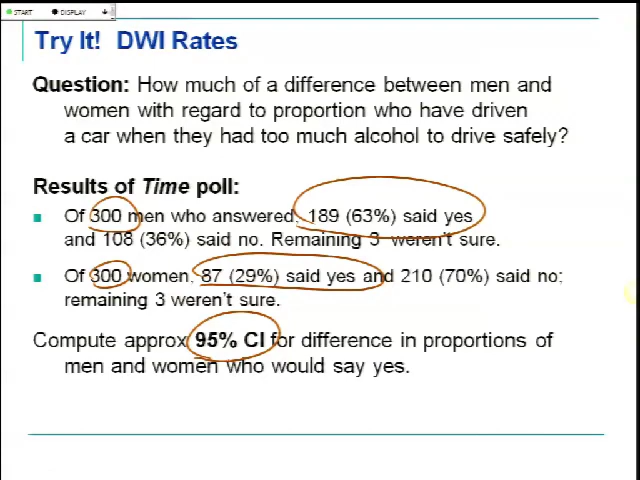 START DISPLAY
Try It! DWI Rates
Question: How much of a difference between men and
women with regard to proportion who have driven
a car when they had too much alcohol to drive safely?
Results of Time poll:
Of 300 men who answered, 189 (63%) said yes
and 108 (36%) said no. Remaining 3 weren't sure.
Of 300 women, 87 (29%) said yes and 210 (70%) said no;
remaining 3 weren't sure.
Compute approx 95% CI for difference in proportions of
men and women who would say yes.